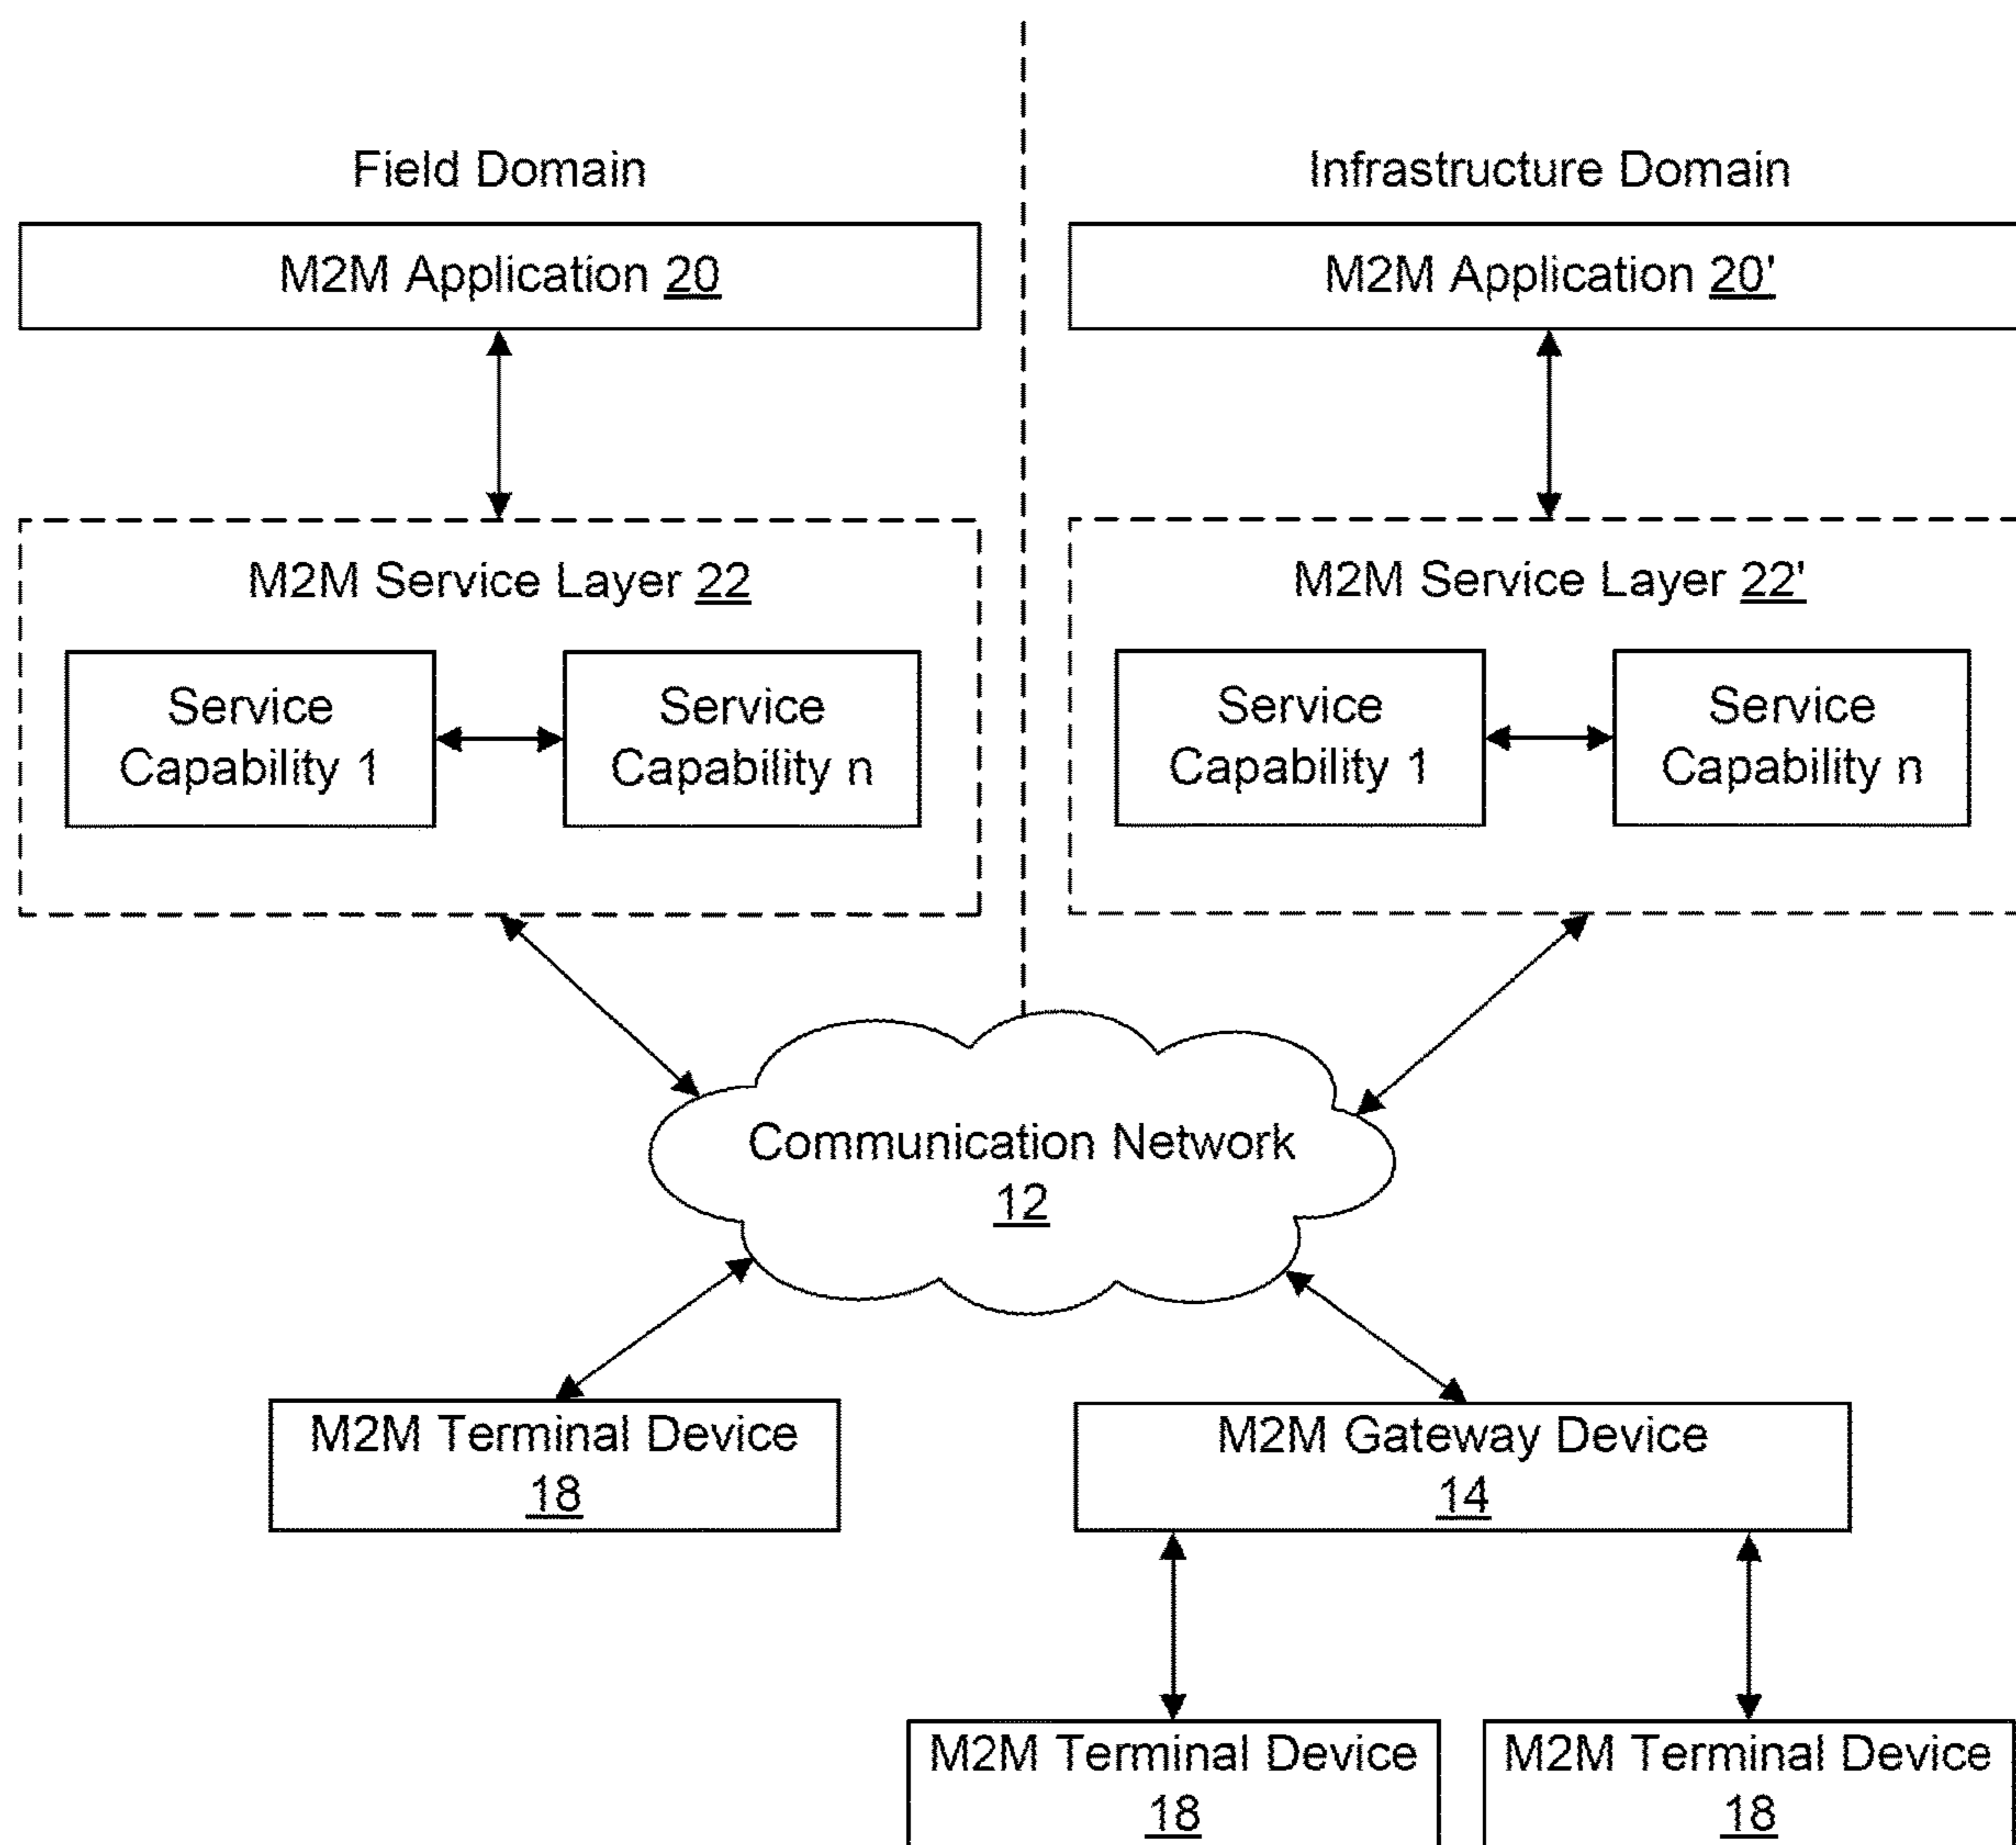 Field Domain
Infrastructure Domain
M2M Application 20
M2M Application 20'
M2M Service Layer 22
M2M Service Layer 22'
Service
Capability 1
Service
Capability n
Service
Capability 1
Service
Capability n
Communication Network
12
M2M Terminal Device
18
M2M Gateway Device
14
M2M Terminal Device
18
M2M Terminal Device
18